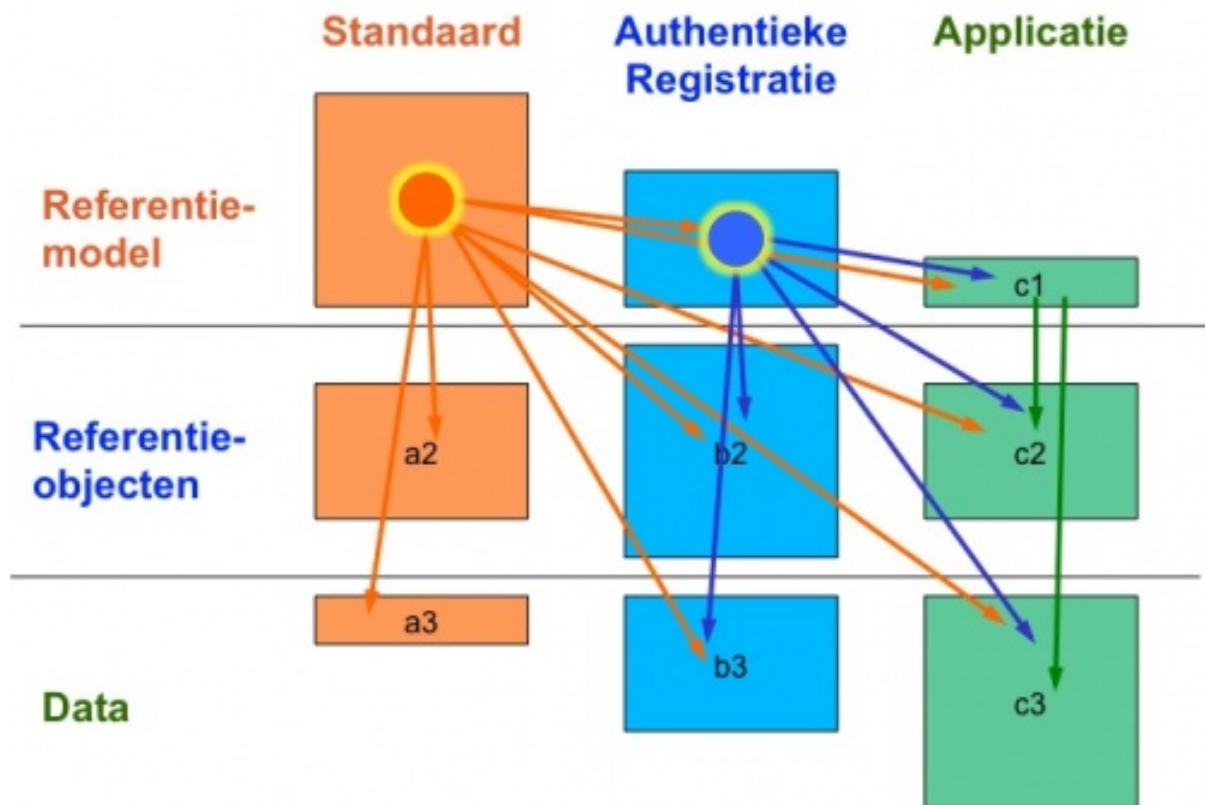 Standaard
Authentieke
Registratie
Applicatie
Referentie-
model
c1
Referentie-
objecten
a2
b2
c2
a3
b3
Data
c3